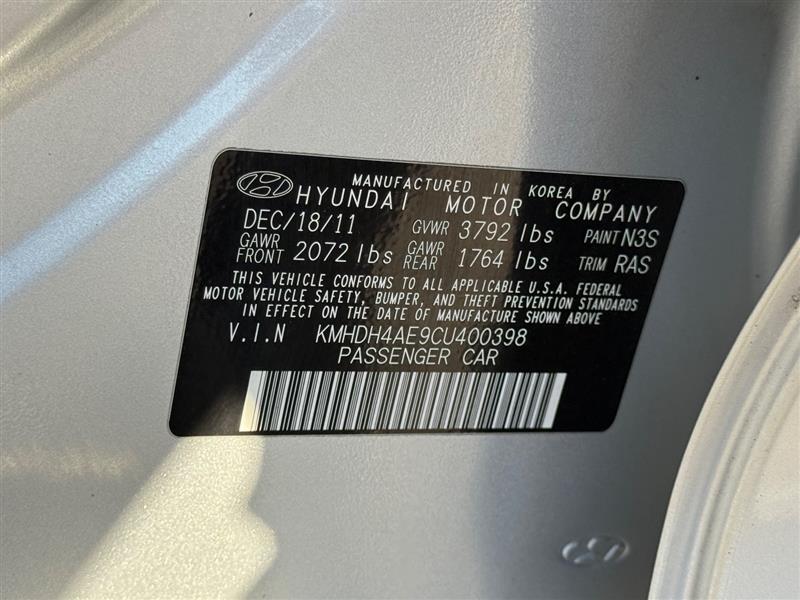 MANUFACTURED IN KOREA BY
HYUNDAI MOTOR COMPANY
DEC/18/11 GVWR 3792 lbs PAINT N3S
GAWR FRONT 2072 lbs GAWR REAR 1764 lbs TRIM RAS
THIS VEHICLE CONFORMS TO ALL APPLICABLE U.S.A. FEDERAL
MOTOR VEHICLE SAFETY, BUMPER, AND THEFT PREVENTION STANDARDS
IN EFFECT ON THE DATE OF MANUFACTURE SHOWN ABOVE
V.I.N KMHDH4AE9CU400398
PASSENGER CAR